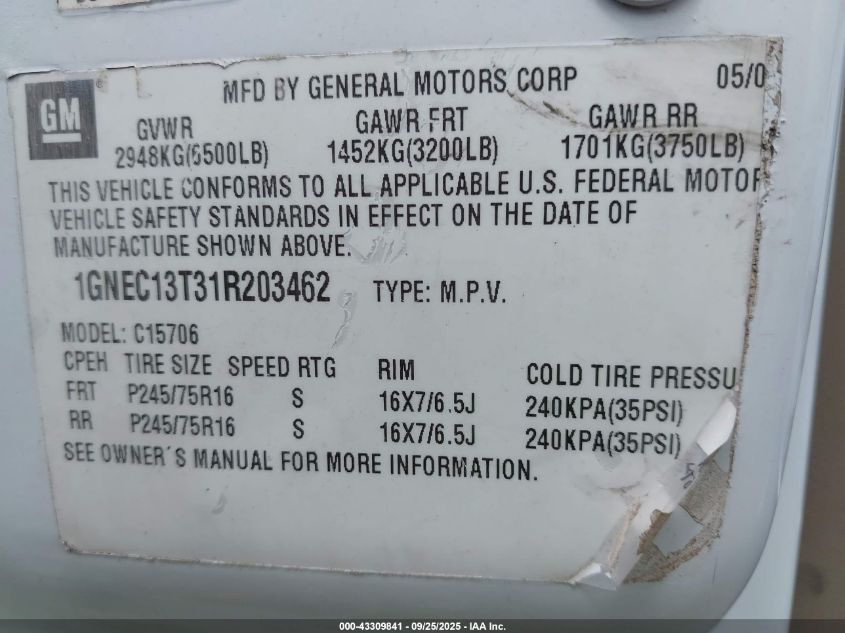 MFD BY GENERAL MOTORS CORP 05/0
GM
GVWR GAWR FRT GAWR RR
2948KG(6500LB) 1452KG(3200LB) 1701KG(3750LB)
THIS VEHICLE CONFORMS TO ALL APPLICABLE U.S. FEDERAL MOTOR
VEHICLE SAFETY STANDARDS IN EFFECT ON THE DATE OF
MANUFACTURE SHOWN ABOVE.
1GNEC13T31R203462 TYPE: M.P.V.
MODEL: C15706
CPEH TIRE SIZE SPEED RTG RIM COLD TIRE PRESSU
FRT P245/75R16 S 16X7/6.5J 240KPA(35PSI)
RR P245/75R16 S 16X7/6.5J 240KPA(35PSI)
SEE OWNER'S MANUAL FOR MORE INFORMATION.
000-43309841 - 09/25/2025 - IAA Inc.